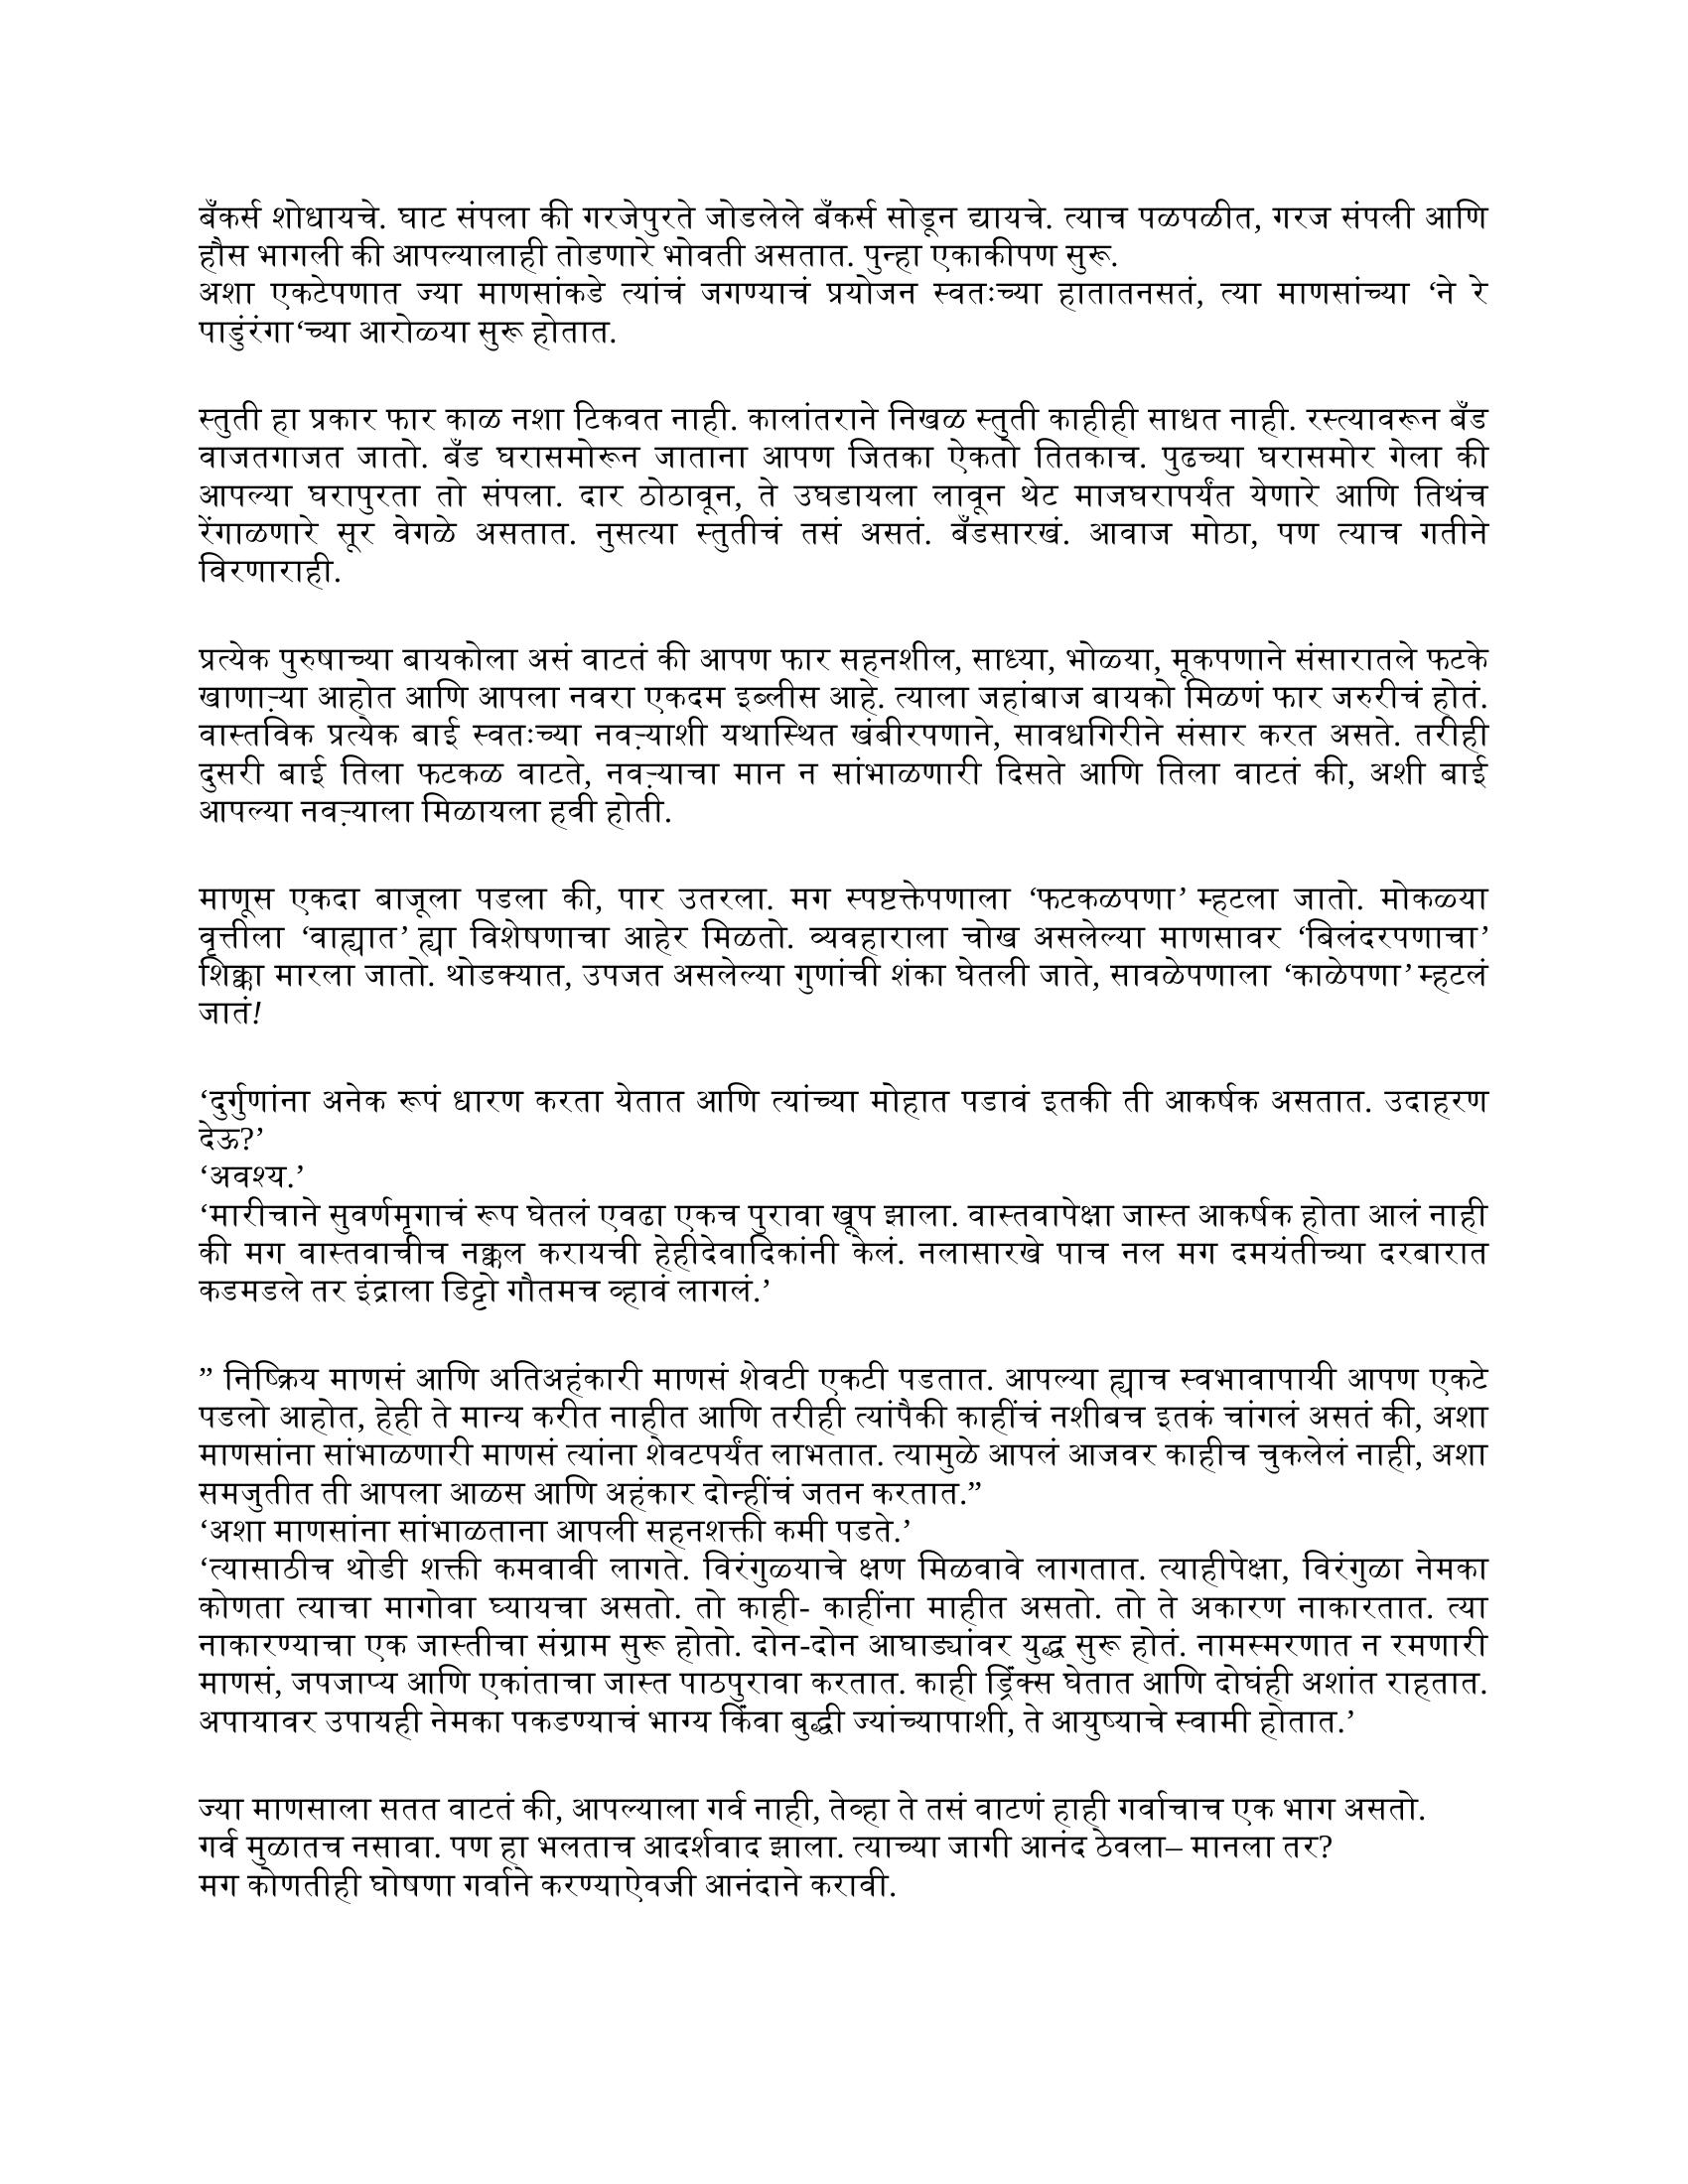 बँकर्स शोधायचे. घाट संपला की गरजेपुरते जोडलेले बँकर्स सोडून द्यायचे. त्याच पळपळीत, गरज संपली आणि
हौस भागली की आपल्यालाही तोडणारे भोवती असतात. पुन्हा एकाकीपण सुरू.
अशा एकटेपणात ज्या माणसांकडे त्यांचं जगण्याचं प्रयोजन स्वतःच्या हातातनसतं, त्या माणसांच्या ‘ने रे
पाडुंरंगा‘च्या आरोळ्या सुरू होतात.
स्तुती हा प्रकार फार काळ नशा टिकवत नाही. कालांतराने निखळ स्तुती काहीही साधत नाही. रस्त्यावरून बँड
वाजतगाजत जातो. बँड घरासमोरून जाताना आपण जितका ऐकतो तितकाच. पुढच्या घरासमोर गेला की
आपल्या घरापुरता तो संपला. दार ठोठावून, ते उघडायला लावून थेट माजघरापर्यंत येणारे आणि तिथंच
रेंगाळणारे सूर वेगळे असतात. नुसत्या स्तुतीचं तसं असतं. बँडसारखं. आवाज मोठा, पण त्याच गतीने
विरणाराही.
प्रत्येक पुरुषाच्या बायकोला असं वाटतं की आपण फार सहनशील, साध्या, भोळ्या, मूकपणाने संसारातले फटके
खाणाऱ्या आहोत आणि आपला नवरा एकदम इब्लीस आहे. त्याला जहांबाज बायको मिळणं फार जरुरीचं होतं.
वास्तविक प्रत्येक बाई स्वतःच्या नवऱ्याशी यथास्थित खंबीरपणाने, सावधगिरीने संसार करत असते. तरीही
दुसरी बाई तिला फटकळ वाटते, नवऱ्याचा मान न सांभाळणारी दिसते आणि तिला वाटतं की, अशी बाई
आपल्या नवऱ्याला मिळायला हवी होती.
माणूस एकदा बाजूला पडला की, पार उतरला. मग स्पष्टक्तेपणाला ‘फटकळपणा’ म्हटला जातो. मोकळ्या
वृत्तीला ‘वाह्यात’ ह्या विशेषणाचा आहेर मिळतो. व्यवहाराला चोख असलेल्या माणसावर ‘बिलंदरपणाचा’
शिक्का मारला जातो. थोडक्यात, उपजत असलेल्या गुणांची शंका घेतली जाते, सावळेपणाला ‘काळेपणा’ म्हटलं
जातं!
‘दुर्गुणांना अनेक रूपं धारण करता येतात आणि त्यांच्या मोहात पडावं इतकी ती आकर्षक असतात. उदाहरण
देऊ?’
‘अवश्य.’
‘मारीचाने सुवर्णमृगाचं रूप घेतलं एवढा एकच पुरावा खूप झाला. वास्तवापेक्षा जास्त आकर्षक होता आलं नाही
की मग वास्तवाचीच नक्कल करायची हेहीदेवादिकांनी केलं. नलासारखे पाच नल मग दमयंतीच्या दरबारात
कडमडले तर इंद्राला डिट्टो गौतमच व्हावं लागलं.’
” निष्क्रिय माणसं आणि अतिअहंकारी माणसं शेवटी एकटी पडतात. आपल्या ह्याच स्वभावापायी आपण एकटे
पडलो आहोत, हेही ते मान्य करीत नाहीत आणि तरीही त्यांपैकी काहींचं नशीबच इतकं चांगलं असतं की, अशा
माणसांना सांभाळणारी माणसं त्यांना शेवटपर्यंत लाभतात. त्यामुळे आपलं आजवर काहीच चुकलेलं नाही, अशा
समजुतीत ती आपला आळस आणि अहंकार दोन्हींचं जतन करतात.”
‘अशा माणसांना सांभाळताना आपली सहनशक्ती कमी पडते.’
‘त्यासाठीच थोडी शक्ती कमवावी लागते. विरंगुळ्याचे क्षण मिळवावे लागतात. त्याहीपेक्षा, विरंगुळा नेमका
कोणता त्याचा मागोवा घ्यायचा असतो. तो काही- काहींना माहीत असतो. तो ते अकारण नाकारतात. त्या
नाकारण्याचा एक जास्तीचा संग्राम सुरू होतो. दोन-दोन आघाड्यांवर युद्ध सुरू होतं. नामस्मरणात न रमणारी
माणसं, जपजाप्य आणि एकांताचा जास्त पाठपुरावा करतात. काही ड्रिंक्स घेतात आणि दोघंही अशांत राहतात.
अपायावर उपायही नेमका पकडण्याचं भाग्य किंवा बुद्धी ज्यांच्यापाशी, ते आयुष्याचे स्वामी होतात.’
ज्या माणसाला सतत वाटतं की, आपल्याला गर्व नाही, तेव्हा ते तसं वाटणं हाही गर्वाचाच एक भाग असतो.
गर्व मुळातच नसावा. पण हा भलताच आदर्शवाद झाला. त्याच्या जागी आनंद ठेवला– मानला तर?
मग कोणतीही घोषणा गर्वाने करण्याऐवजी आनंदाने करावी.